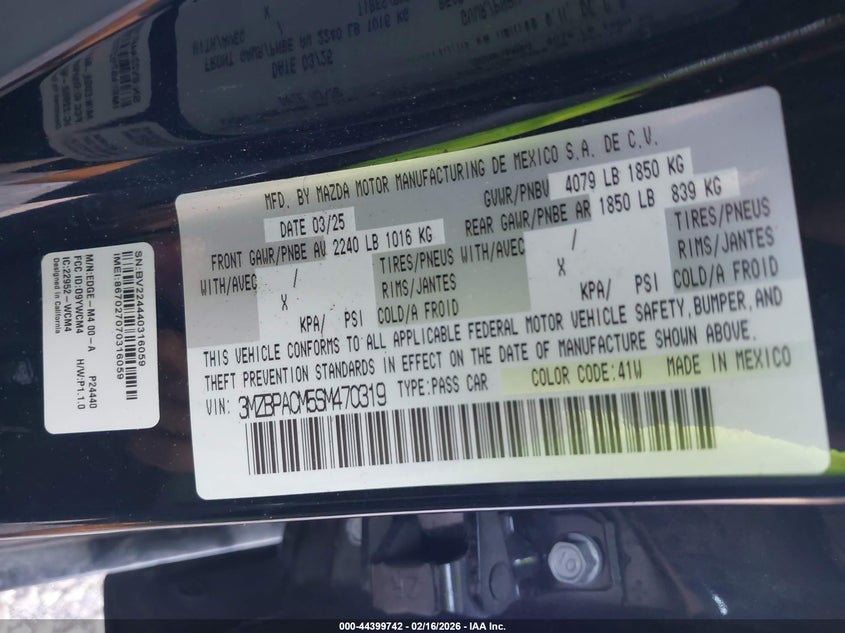 MFD. BY MAZDA MOTOR MANUFACTURING DE MEXICO S.A. DE C.V.
DATE 03/25
GVWR/PNBV 4079 LB 1850 KG
FRONT GAWR/PNBE AV 2240 LB 1016 KG
REAR GAWR/PNBE AR 1850 LB 839 KG
WITH/AVEC / TIRES/PNEUS
X RIMS/JANTES
KPA/ PSI COLD/A FROID
WITH/AVEC / TIRES/PNEUS
X RIMS/JANTES
KPA/ PSI COLD/A FROID
THIS VEHICLE CONFORMS TO ALL APPLICABLE FEDERAL MOTOR VEHICLE SAFETY, BUMPER, AND
THEFT PREVENTION STANDARDS IN EFFECT ON THE DATE OF MANUFACTURE SHOWN ABOVE.
VIN: 3MZBPACM5SM470319 TYPE:PASS CAR COLOR CODE:41W MADE IN MEXICO
SN:BV224440316059
IMEI:867027070316059
M/N:EDGE-M4 00-A P24440
FCC ID:O9YWCM4 H/W:P1.1.0
IC:22952-WCM4
Designed in California
000-44399742 - 02/16/2026 - IAA Inc.